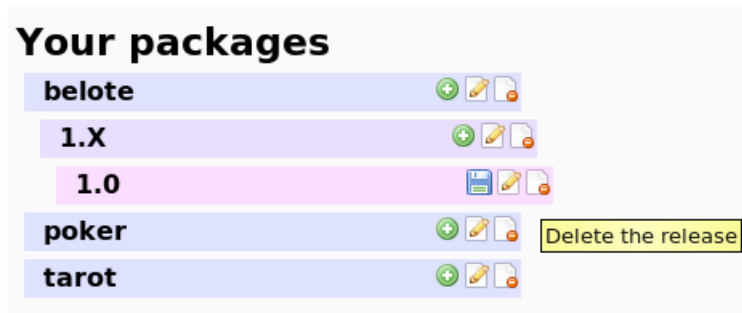 Your packages
belote
1.X
1.0
poker
Delete the release
tarot